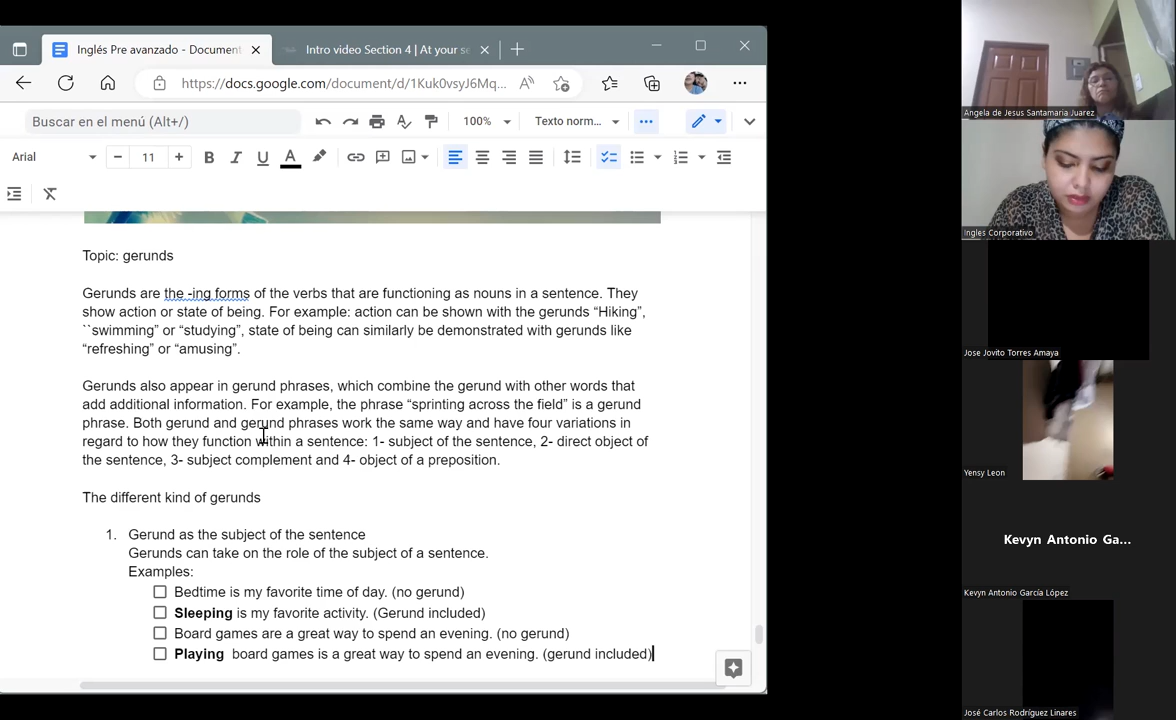 Inglés Pre avanzado - Document
Intro video Section 4 | At your se
https://docs.google.com/document/d/1Kuk0vsyJ6Mq...
Buscar en el menú (Alt+/)
100%
Texto norm...
Arial
11
Topic: gerunds
Gerunds are the -ing forms of the verbs that are functioning as nouns in a sentence. They
show action or state of being. For example: action can be shown with the gerunds “Hiking”,
``swimming” or “studying”, state of being can similarly be demonstrated with gerunds like
“refreshing” or “amusing”.
Gerunds also appear in gerund phrases, which combine the gerund with other words that
add additional information. For example, the phrase “sprinting across the field” is a gerund
phrase. Both gerund and gerund phrases work the same way and have four variations in
regard to how they function within a sentence: 1- subject of the sentence, 2- direct object of
the sentence, 3- subject complement and 4- object of a preposition.
The different kind of gerunds
1. Gerund as the subject of the sentence
Gerunds can take on the role of the subject of a sentence.
Examples:
Bedtime is my favorite time of day. (no gerund)
Sleeping is my favorite activity. (Gerund included)
Board games are a great way to spend an evening. (no gerund)
Playing board games is a great way to spend an evening. (gerund included)
Angela de Jesus Santamaria Juarez
Ingles Corporativo
Jose Jovito Torres Amaya
Yensy Leon
Kevyn Antonio Ga...
Kevyn Antonio García López
José Carlos Rodríguez Linares